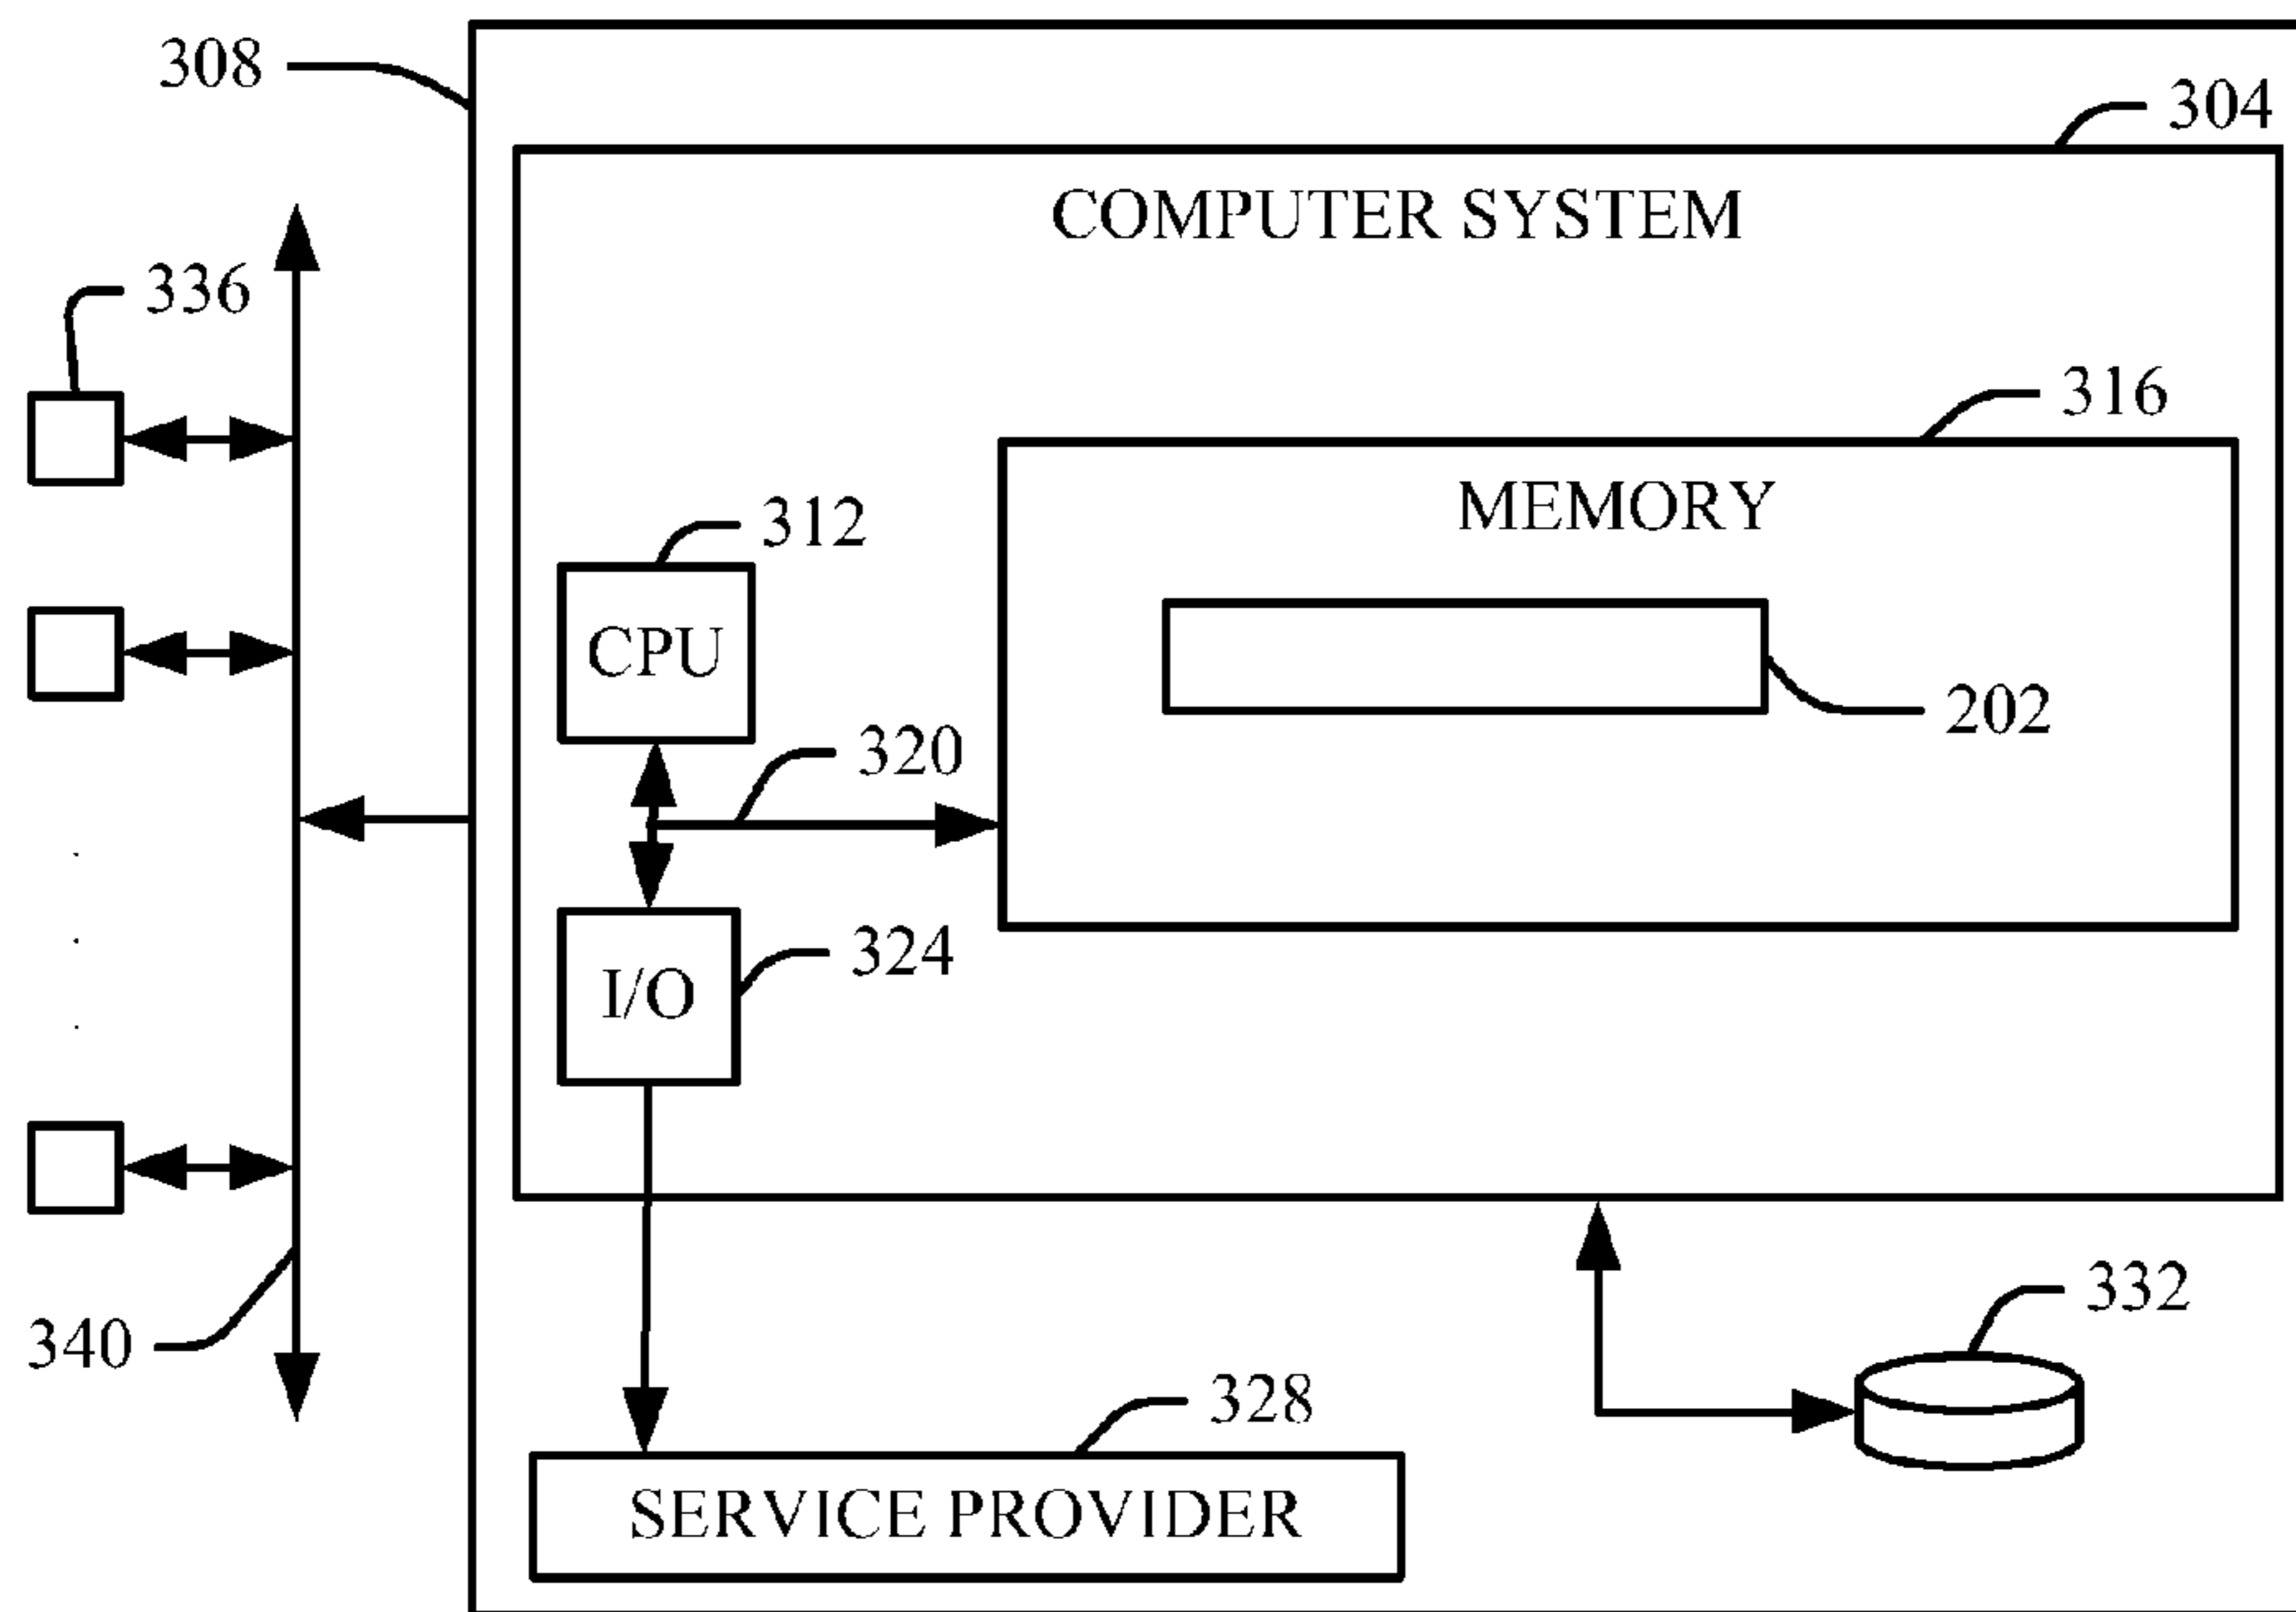 308
304
COMPUTER SYSTEM
336
316
MEMORY
312
CPU
202
320
324
I/O
332
340
328
SERVICE PROVIDER